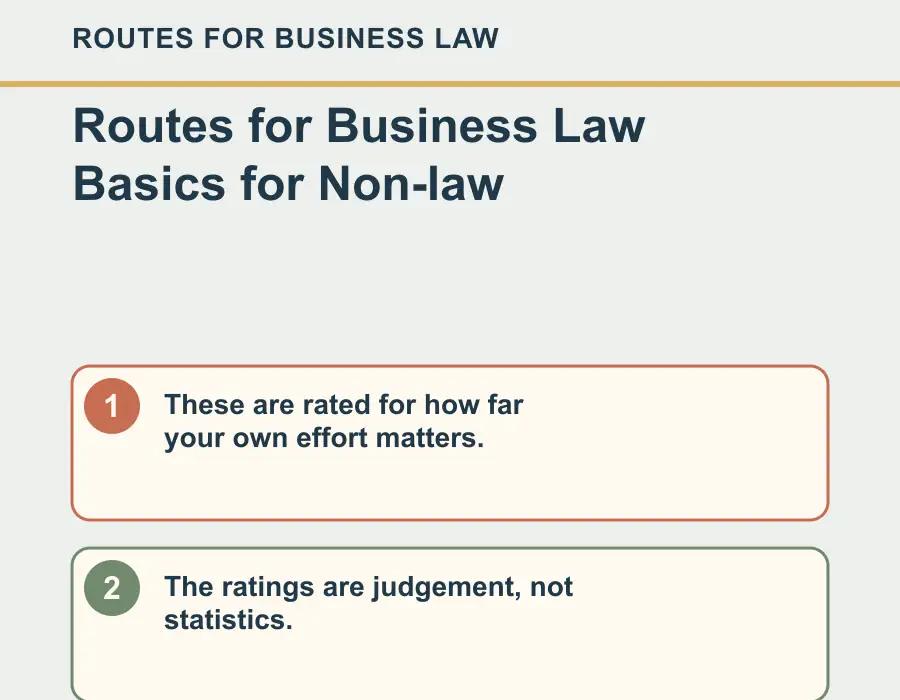 ROUTES FOR BUSINESS LAW
Routes for Business Law
Basics for Non-law
1
These are rated for how far
your own effort matters.
2
The ratings are judgement, not
statistics.